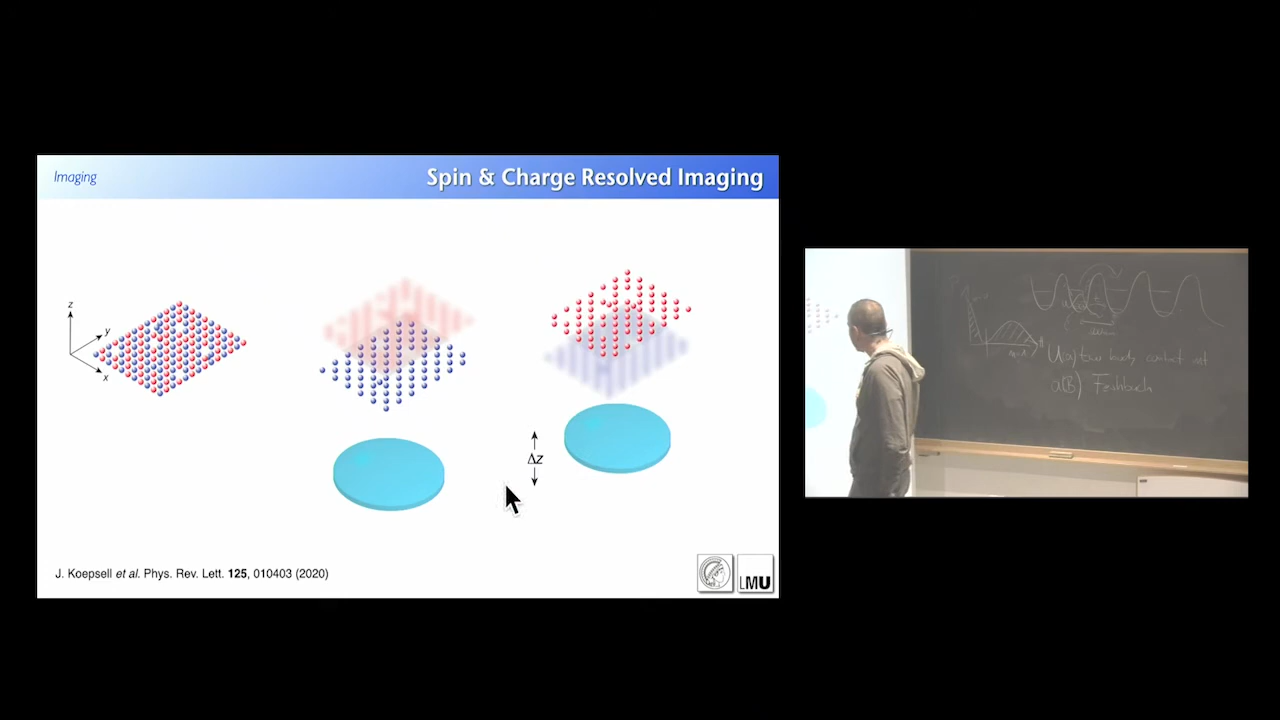 Imaging
Spin & Charge Resolved Imaging
z
y
x
Δz
J. Koepsell et al. Phys. Rev. Lett. 125, 010403 (2020)
LMU
a(B) Feshbach